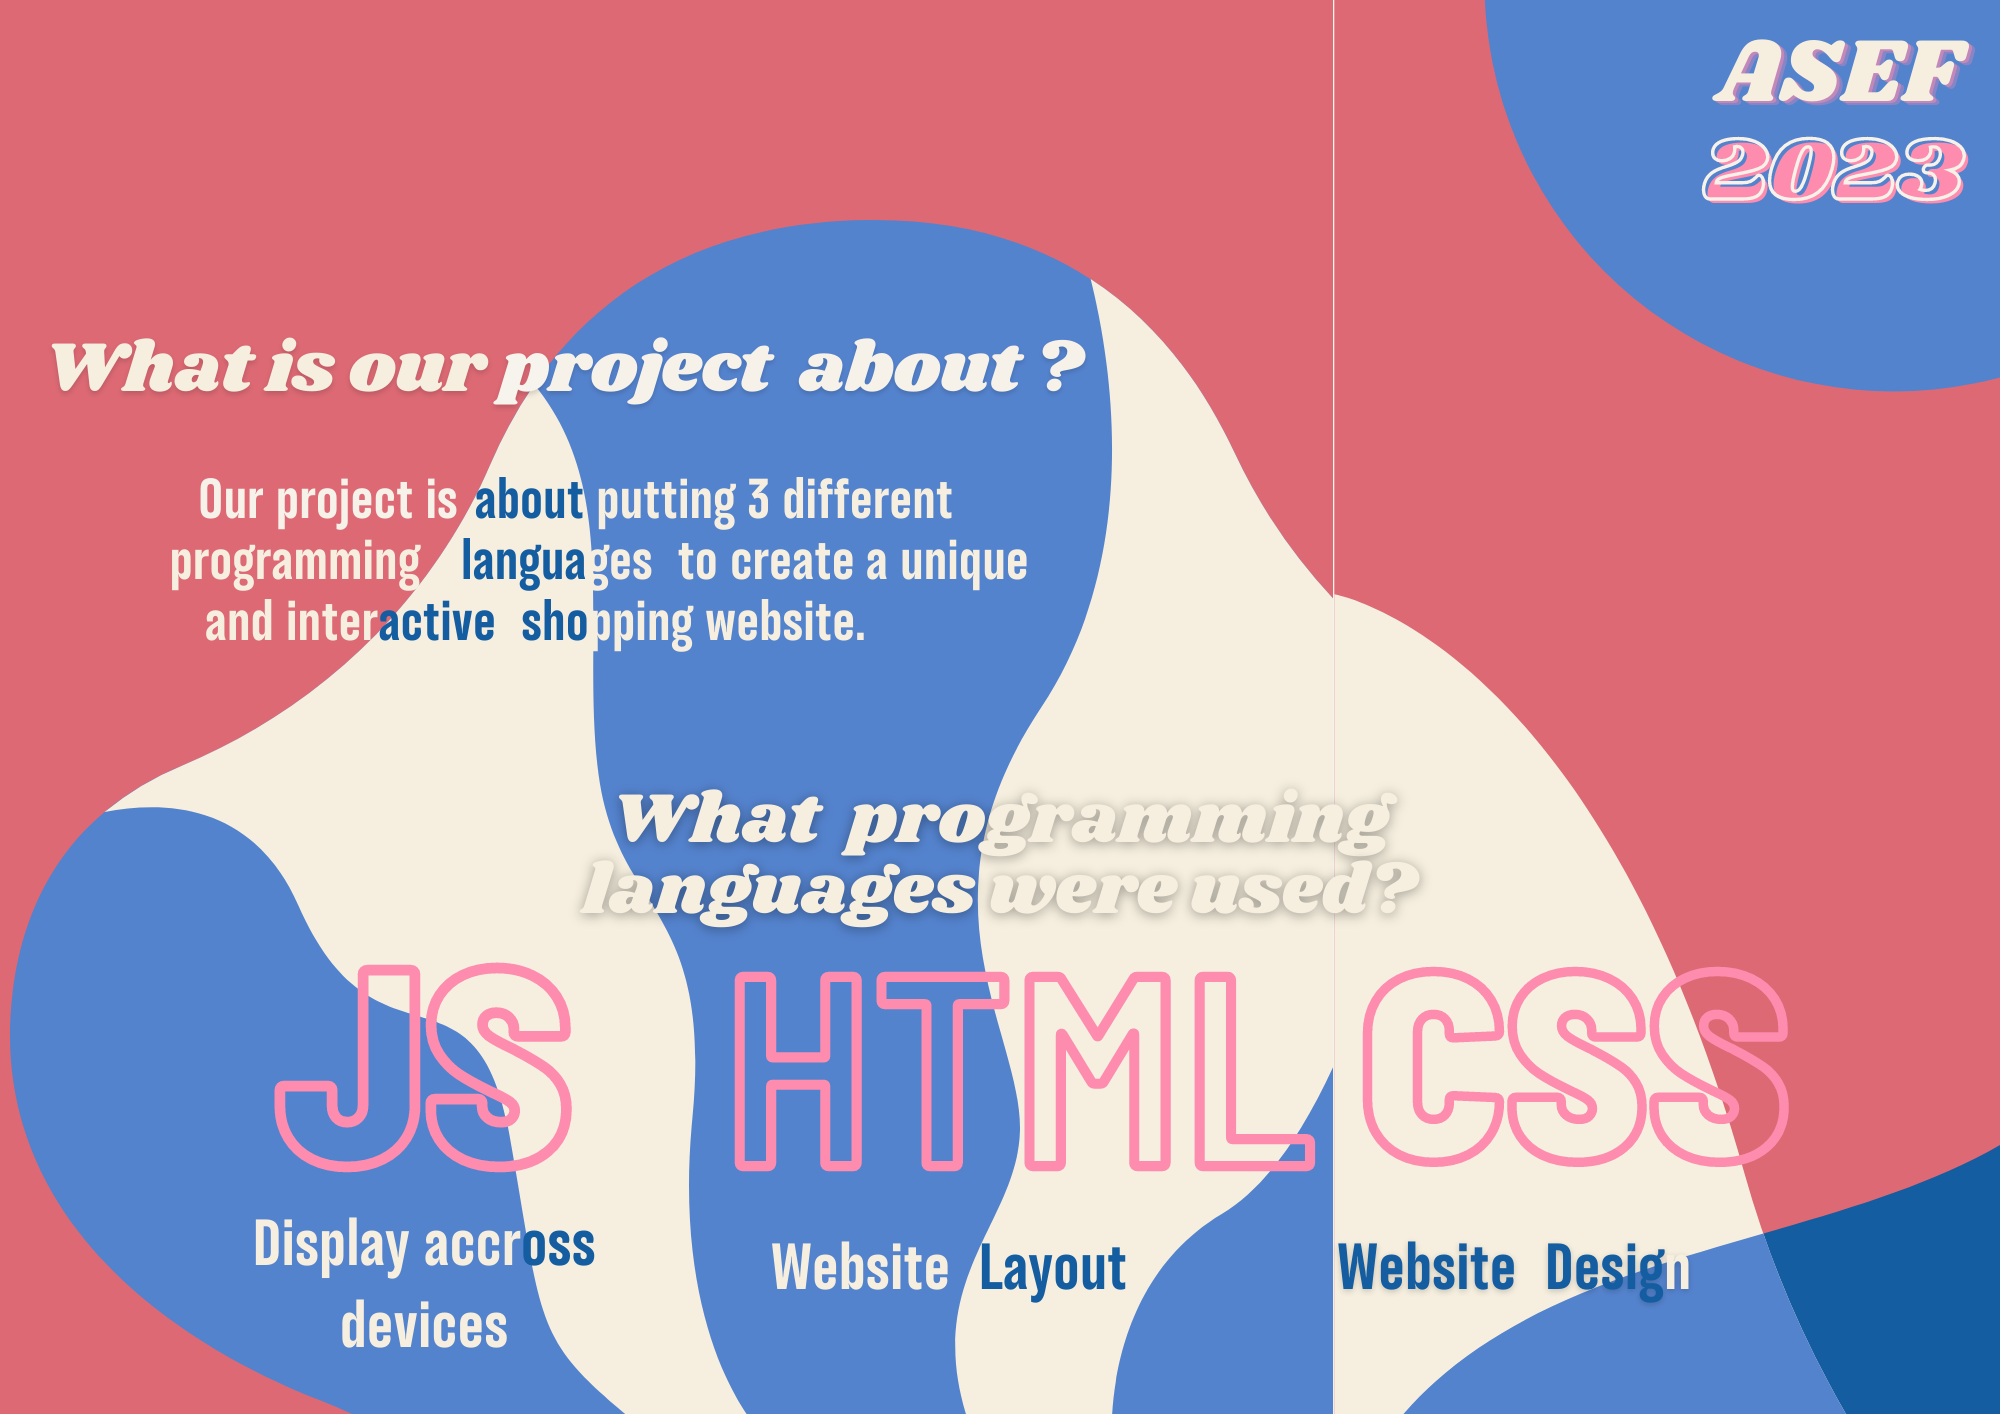 ASEF
2023
What is our project about ?
Our project is about putting 3 different
programming languages to create a unique
and interactive shopping website.
What programming
languages were used?
JS HTML CSS
Display accross
devices
Website Layout
Website Design